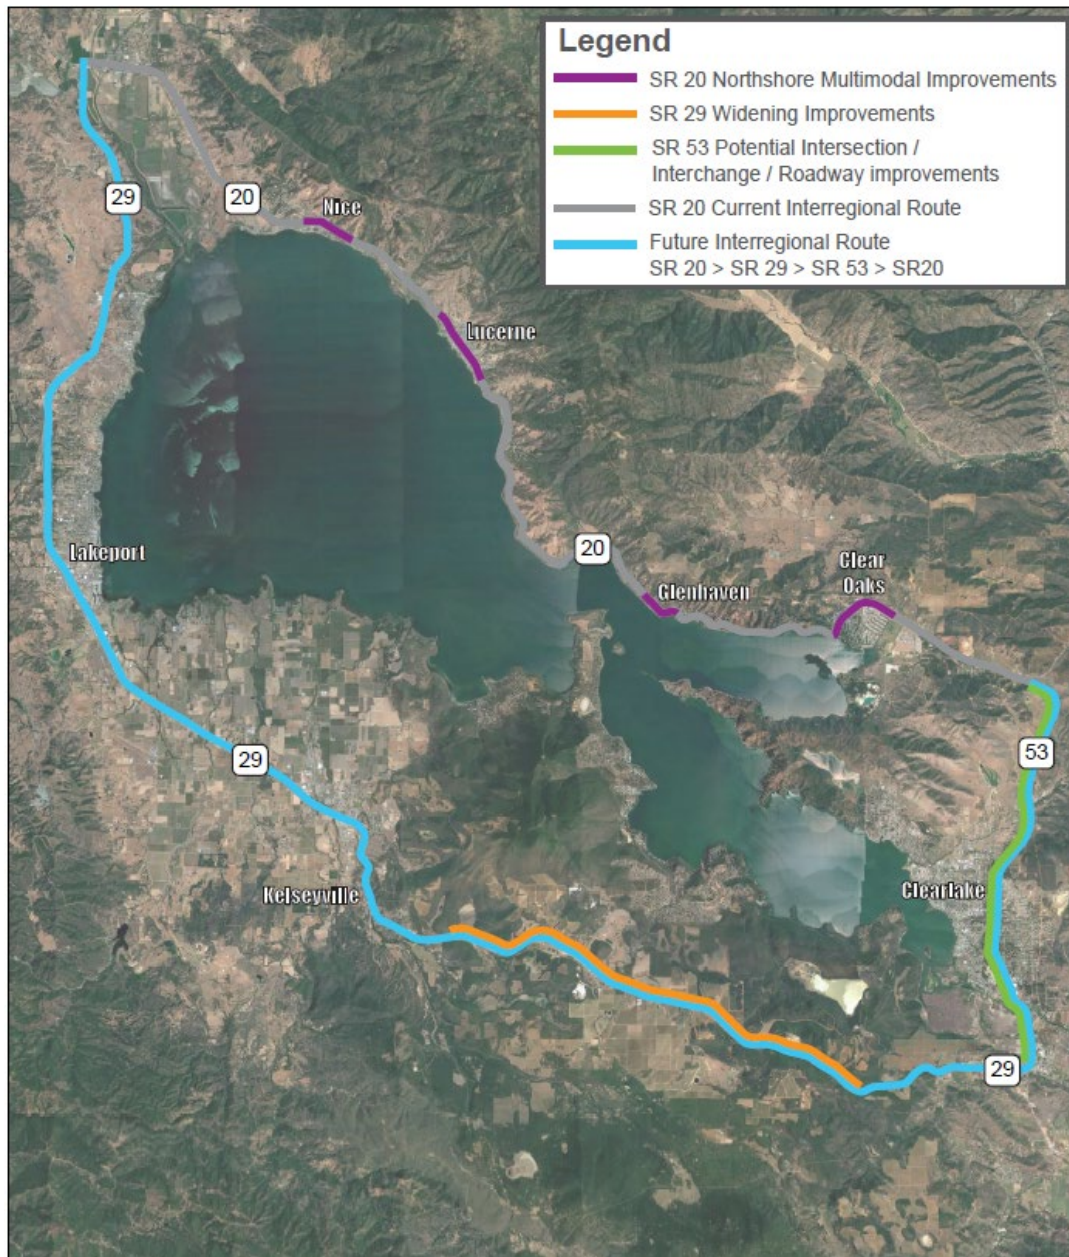 Legend
SR 20 Northshore Multimodal Improvements
SR 29 Widening Improvements
SR 53 Potential Intersection /
Interchange / Roadway improvements
SR 20 Current Interregional Route
Future Interregional Route
SR 20 > SR 29 > SR 53 > SR20
29
20
Nice
Lucerne
Lakeport
20
Glenhaven
Clear
Oaks
29
53
Kelseyville
Clearlake
29